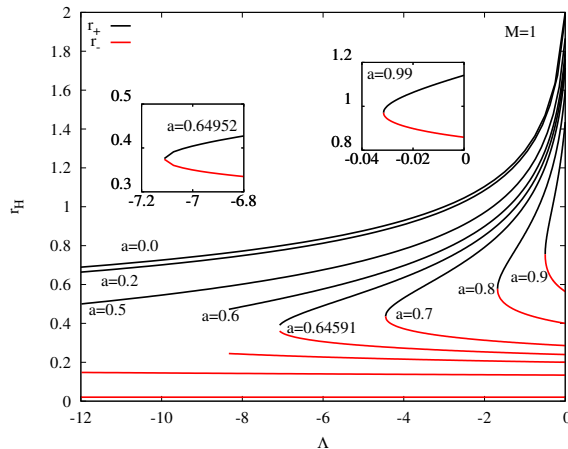 r+
r-
M=1
1.2
a=0.99
1
0.8
-0.04
-0.02
0
0.5
a=0.64952
0.4
0.3
-7.2
-7
-6.8
a=0.0
a=0.2
a=0.5
a=0.6
a=0.64591
a=0.7
a=0.8
a=0.9
2
1.8
1.6
1.4
1.2
1
0.8
0.6
0.4
0.2
0
rH
-12
-10
-8
-6
-4
-2
0
Λ